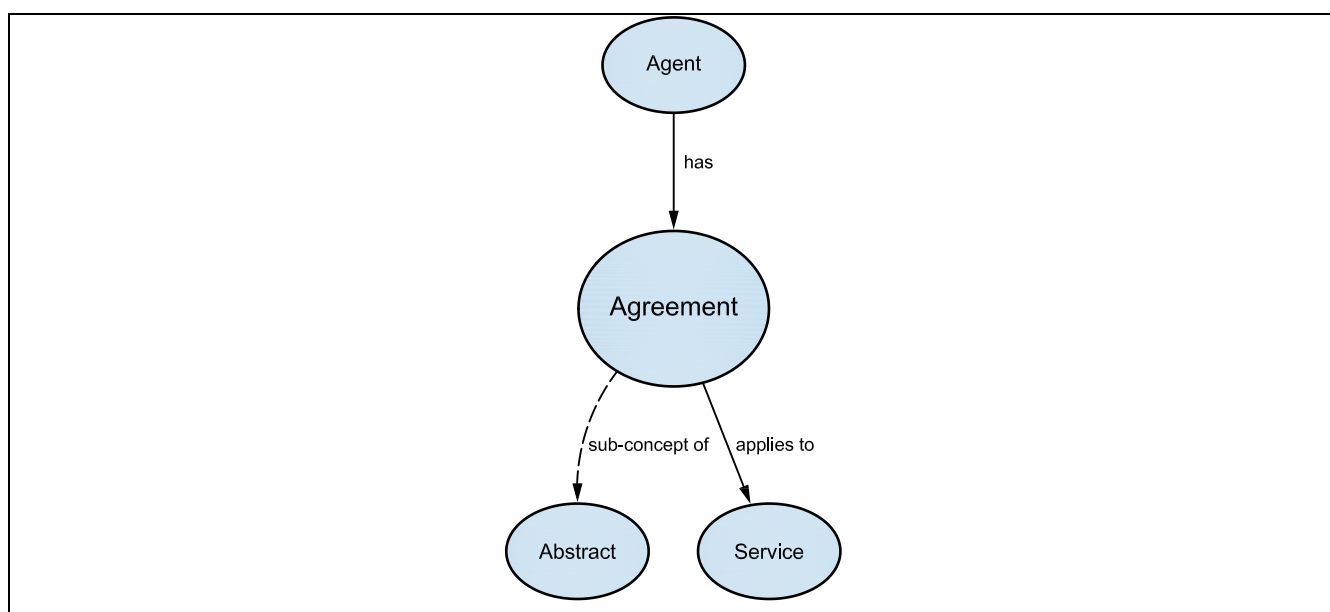 Agent
has
Agreement
sub-concept of
applies to
Abstract
Service